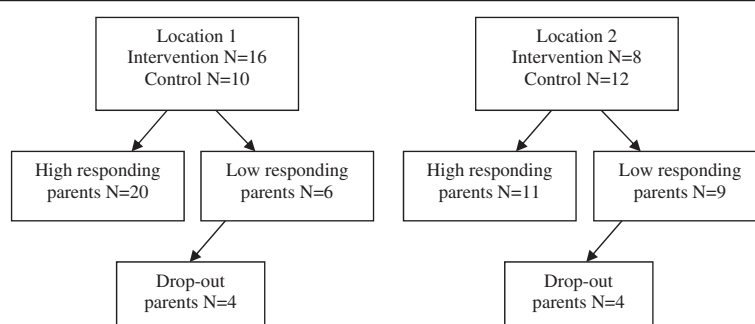 Location 1
Intervention N=16
Control N=10
Location 2
Intervention N=8
Control N=12
High responding
parents N=20
Low responding
parents N=6
High responding
parents N=11
Low responding
parents N=9
Drop-out
parents N=4
Drop-out
parents N=4